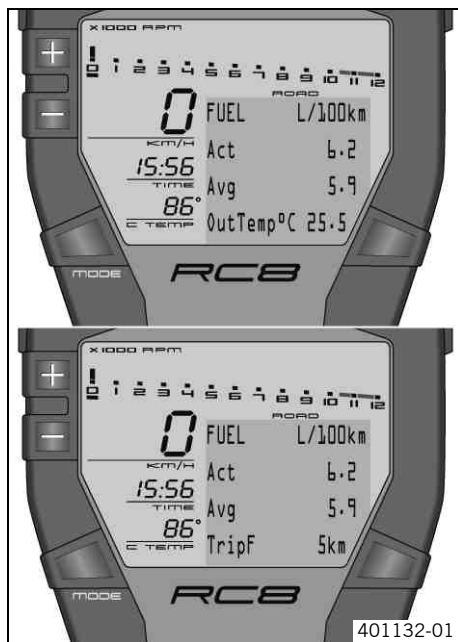 X1000 RPM
0 1 2 3 4 5 6 7 8 9 10 11 12
ROAD
0 FUEL L/100km
KM/H
Act 6.2
15:56
TIME
Avg 5.9
86°
C TEMP OutTemp°C 25.5
MODE RC8
X1000 RPM
0 1 2 3 4 5 6 7 8 9 10 11 12
ROAD
0 FUEL L/100km
KM/H
Act 6.2
15:56
TIME
Avg 5.9
86°
C TEMP TripF 5km
MODE RC8
401132-01